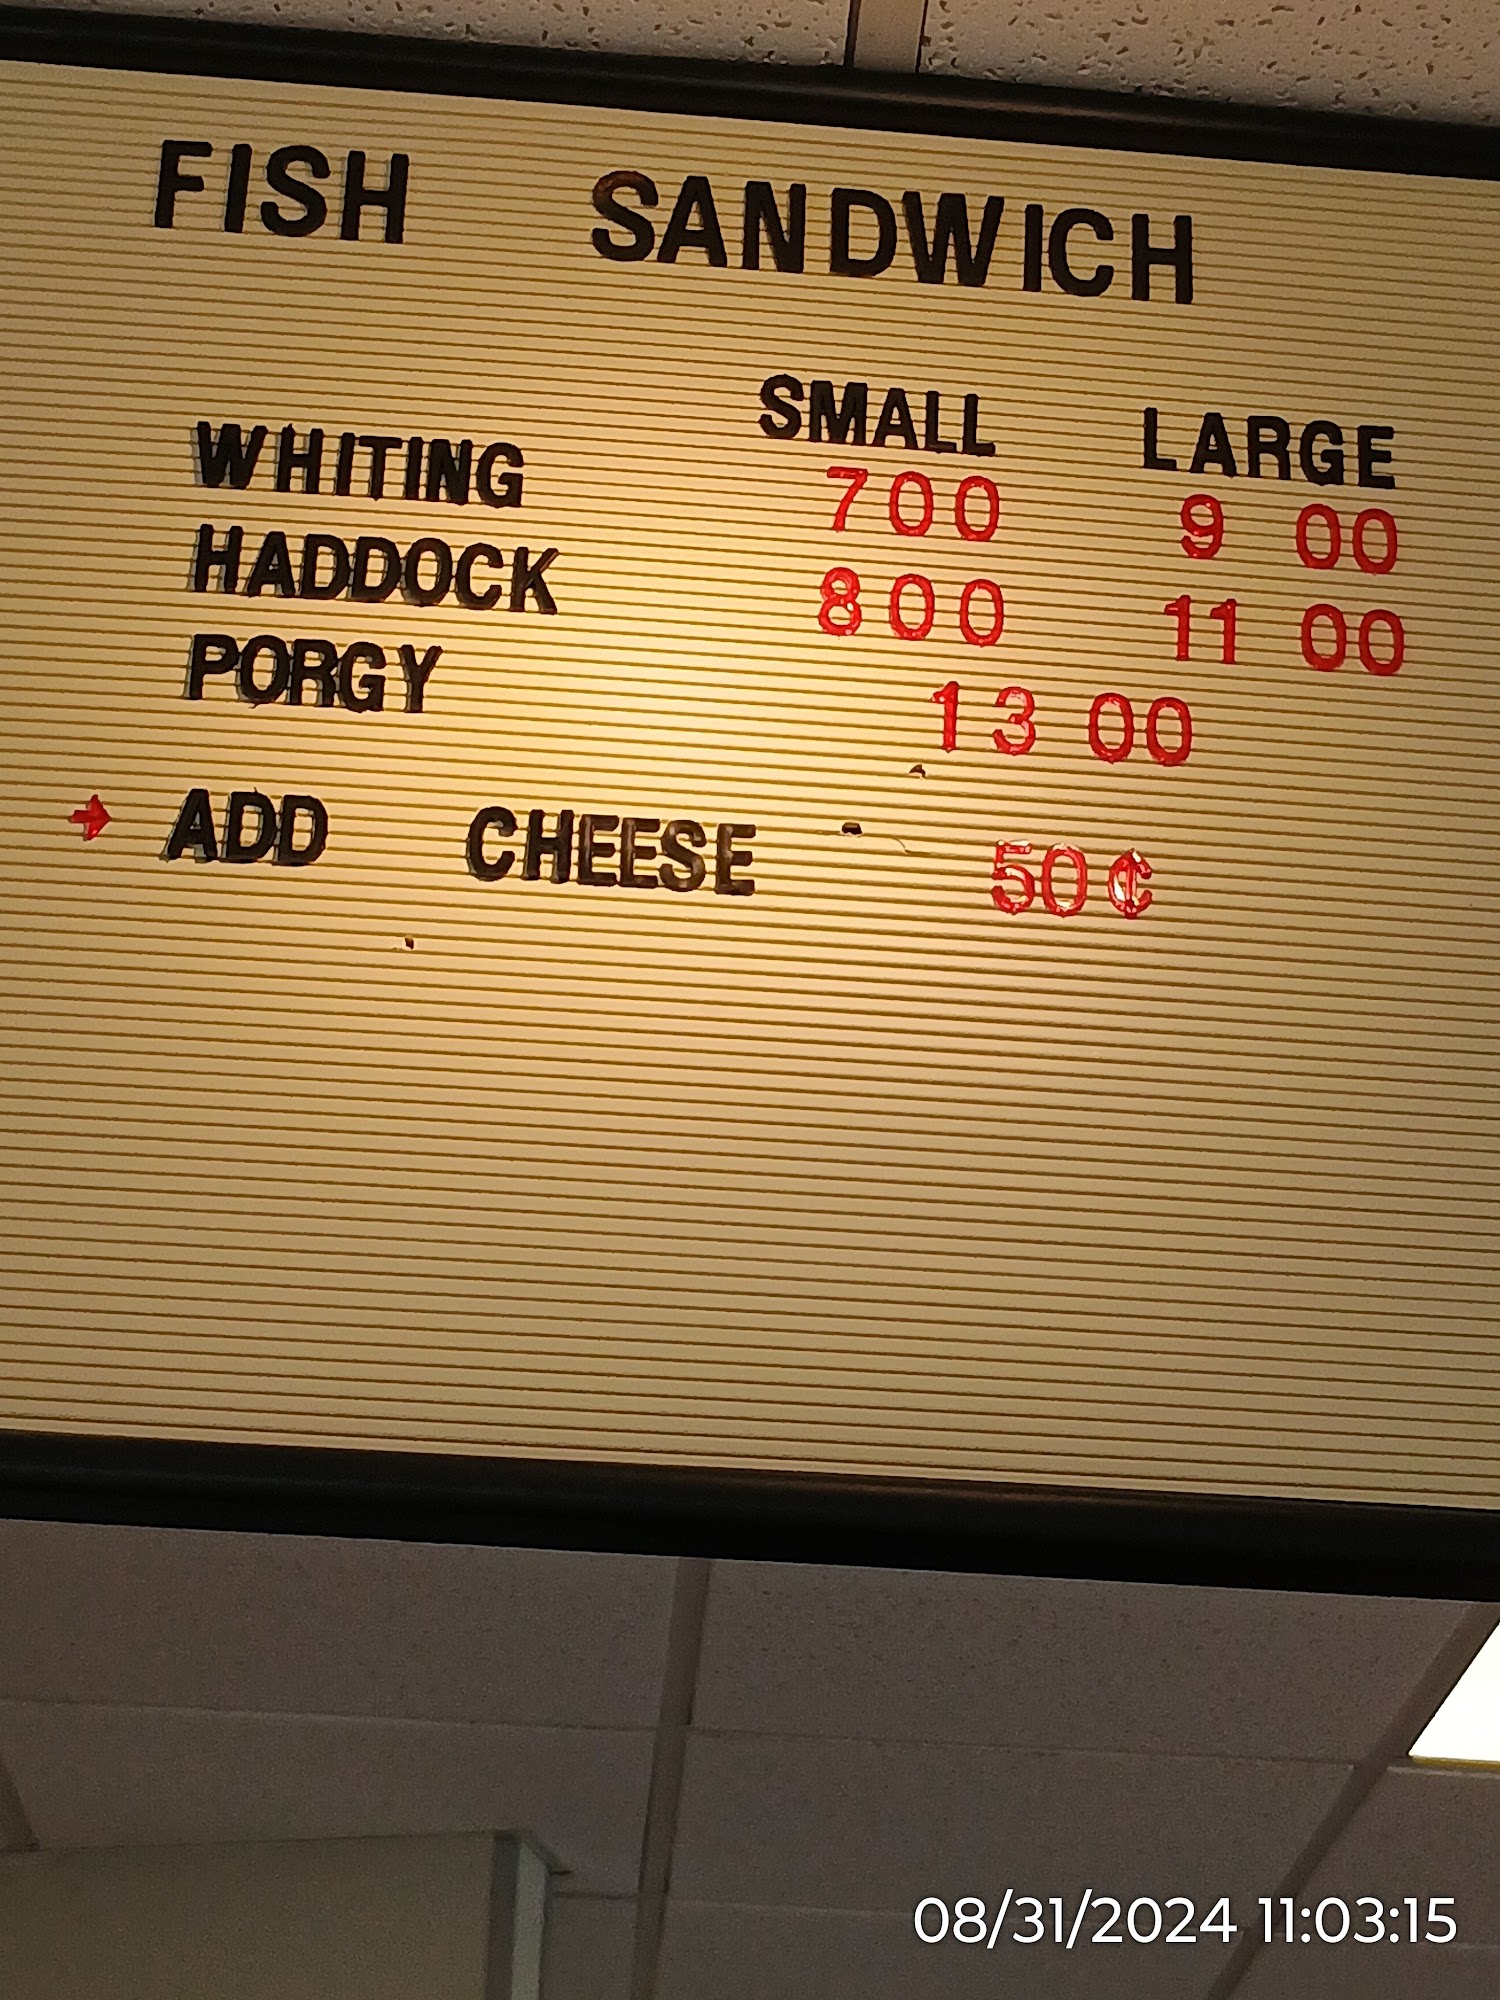 FISH SANDWICH
SMALL LARGE
WHITING 700 9 00
HADDOCK 800 11 00
PORGY 13 00
➔ ADD CHEESE 50¢
08/31/2024 11:03:15